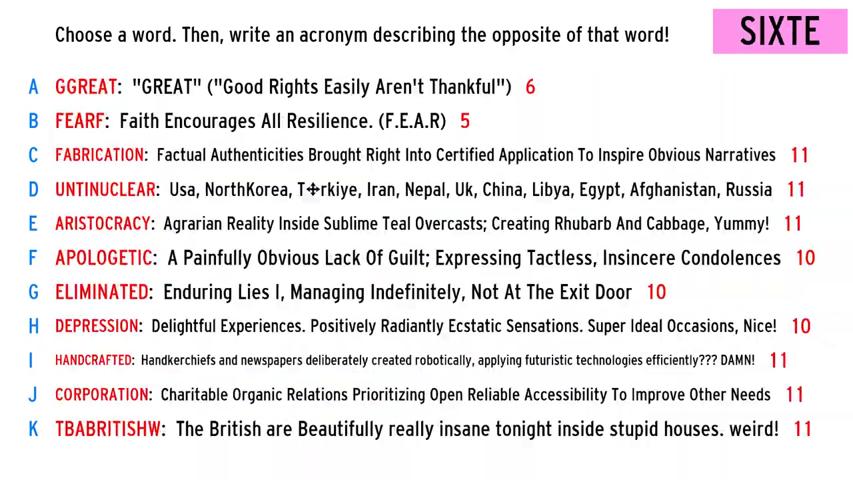 Choose a word. Then, write an acronym describing the opposite of that word!
SIXTE
A GGREAT: "GREAT" ("Good Rights Easily Aren't Thankful") 6
B FEARF: Faith Encourages All Resilience. (F.E.A.R) 5
C FABRICATION: Factual Authenticities Brought Right Into Certified Application To Inspire Obvious Narratives 11
D UNTINUCLEAR: Usa, NorthKorea, T✢rkiye, Iran, Nepal, Uk, China, Libya, Egypt, Afghanistan, Russia 11
E ARISTOCRACY: Agrarian Reality Inside Sublime Teal Overcasts; Creating Rhubarb And Cabbage, Yummy! 11
F APOLOGETIC: A Painfully Obvious Lack Of Guilt; Expressing Tactless, Insincere Condolences 10
G ELIMINATED: Enduring Lies I, Managing Indefinitely, Not At The Exit Door 10
H DEPRESSION: Delightful Experiences. Positively Radiantly Ecstatic Sensations. Super Ideal Occasions, Nice! 10
I HANDCRAFTED: Handkerchiefs and newspapers deliberately created robotically, applying futuristic technologies efficiently??? DAMN! 11
J CORPORATION: Charitable Organic Relations Prioritizing Open Reliable Accessibility To Improve Other Needs 11
K TBABRITISHW: The British are Beautifully really insane tonight inside stupid houses. weird! 11